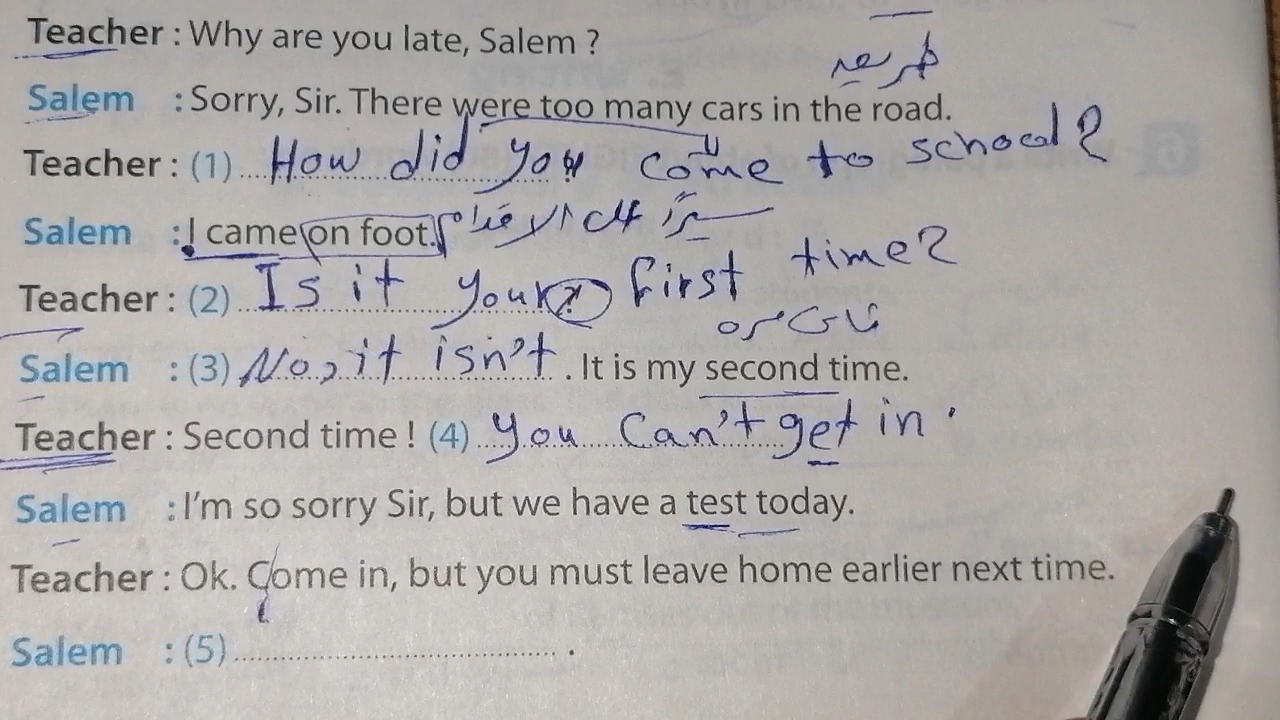 Teacher : Why are you late, Salem ?
Salem : Sorry, Sir. There were too many cars in the road.
Teacher : (1) How did you come to school?
Salem : I came on foot. سيرا على الاقدام
Teacher : (2) Is it your first time?
Salem : (3) No, it isn't. It is my second time.
Teacher : Second time ! (4) you can't get in.
Salem : I'm so sorry Sir, but we have a test today.
Teacher : Ok. Come in, but you must leave home earlier next time.
Salem : (5) .